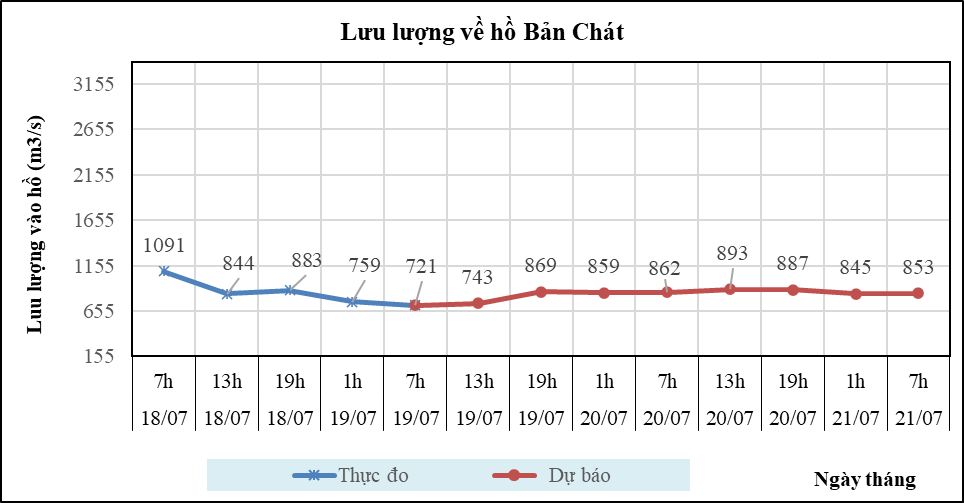 Lưu lượng về hồ Bản Chát
Lưu lượng vào hồ (m3/s)
3155
2655
2155
1655
1155
655
155
1091 844 883 759 721 743 869 859 862 893 887 845 853
7h 13h 19h 1h 7h 13h 19h 1h 7h 13h 19h 1h 7h
18/07 18/07 18/07 19/07 19/07 19/07 19/07 20/07 20/07 20/07 20/07 21/07 21/07
Thực đo Dự báo Ngày tháng